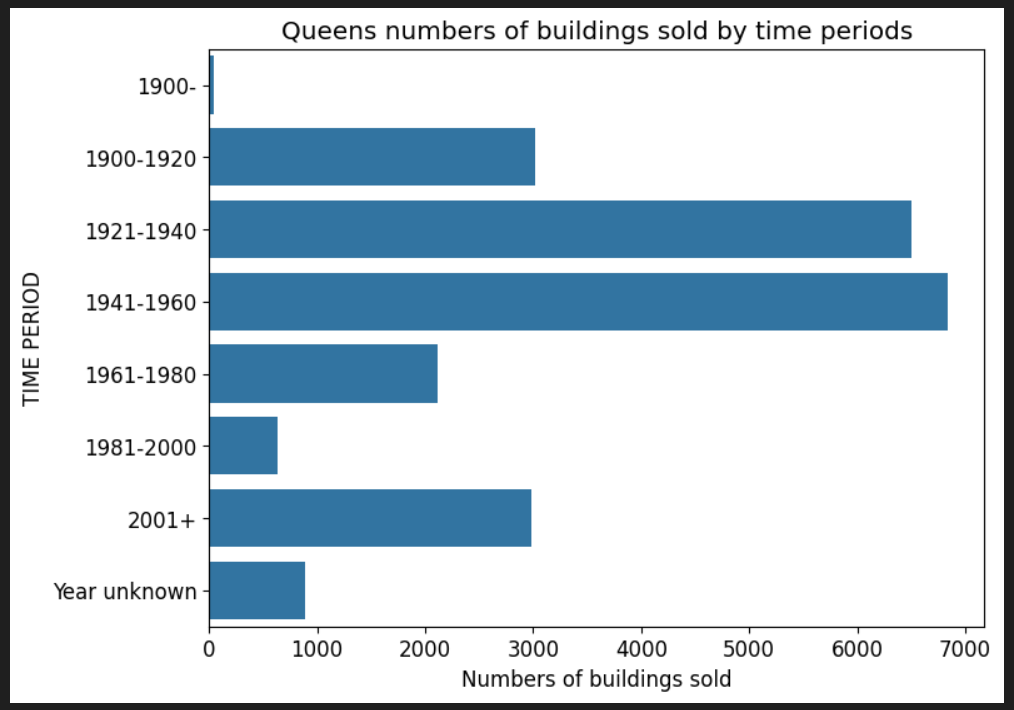 Queens numbers of buildings sold by time periods
1900-
1900-1920
1921-1940
1941-1960
1961-1980
1981-2000
2001+
Year unknown
TIME PERIOD
0 1000 2000 3000 4000 5000 6000 7000
Numbers of buildings sold